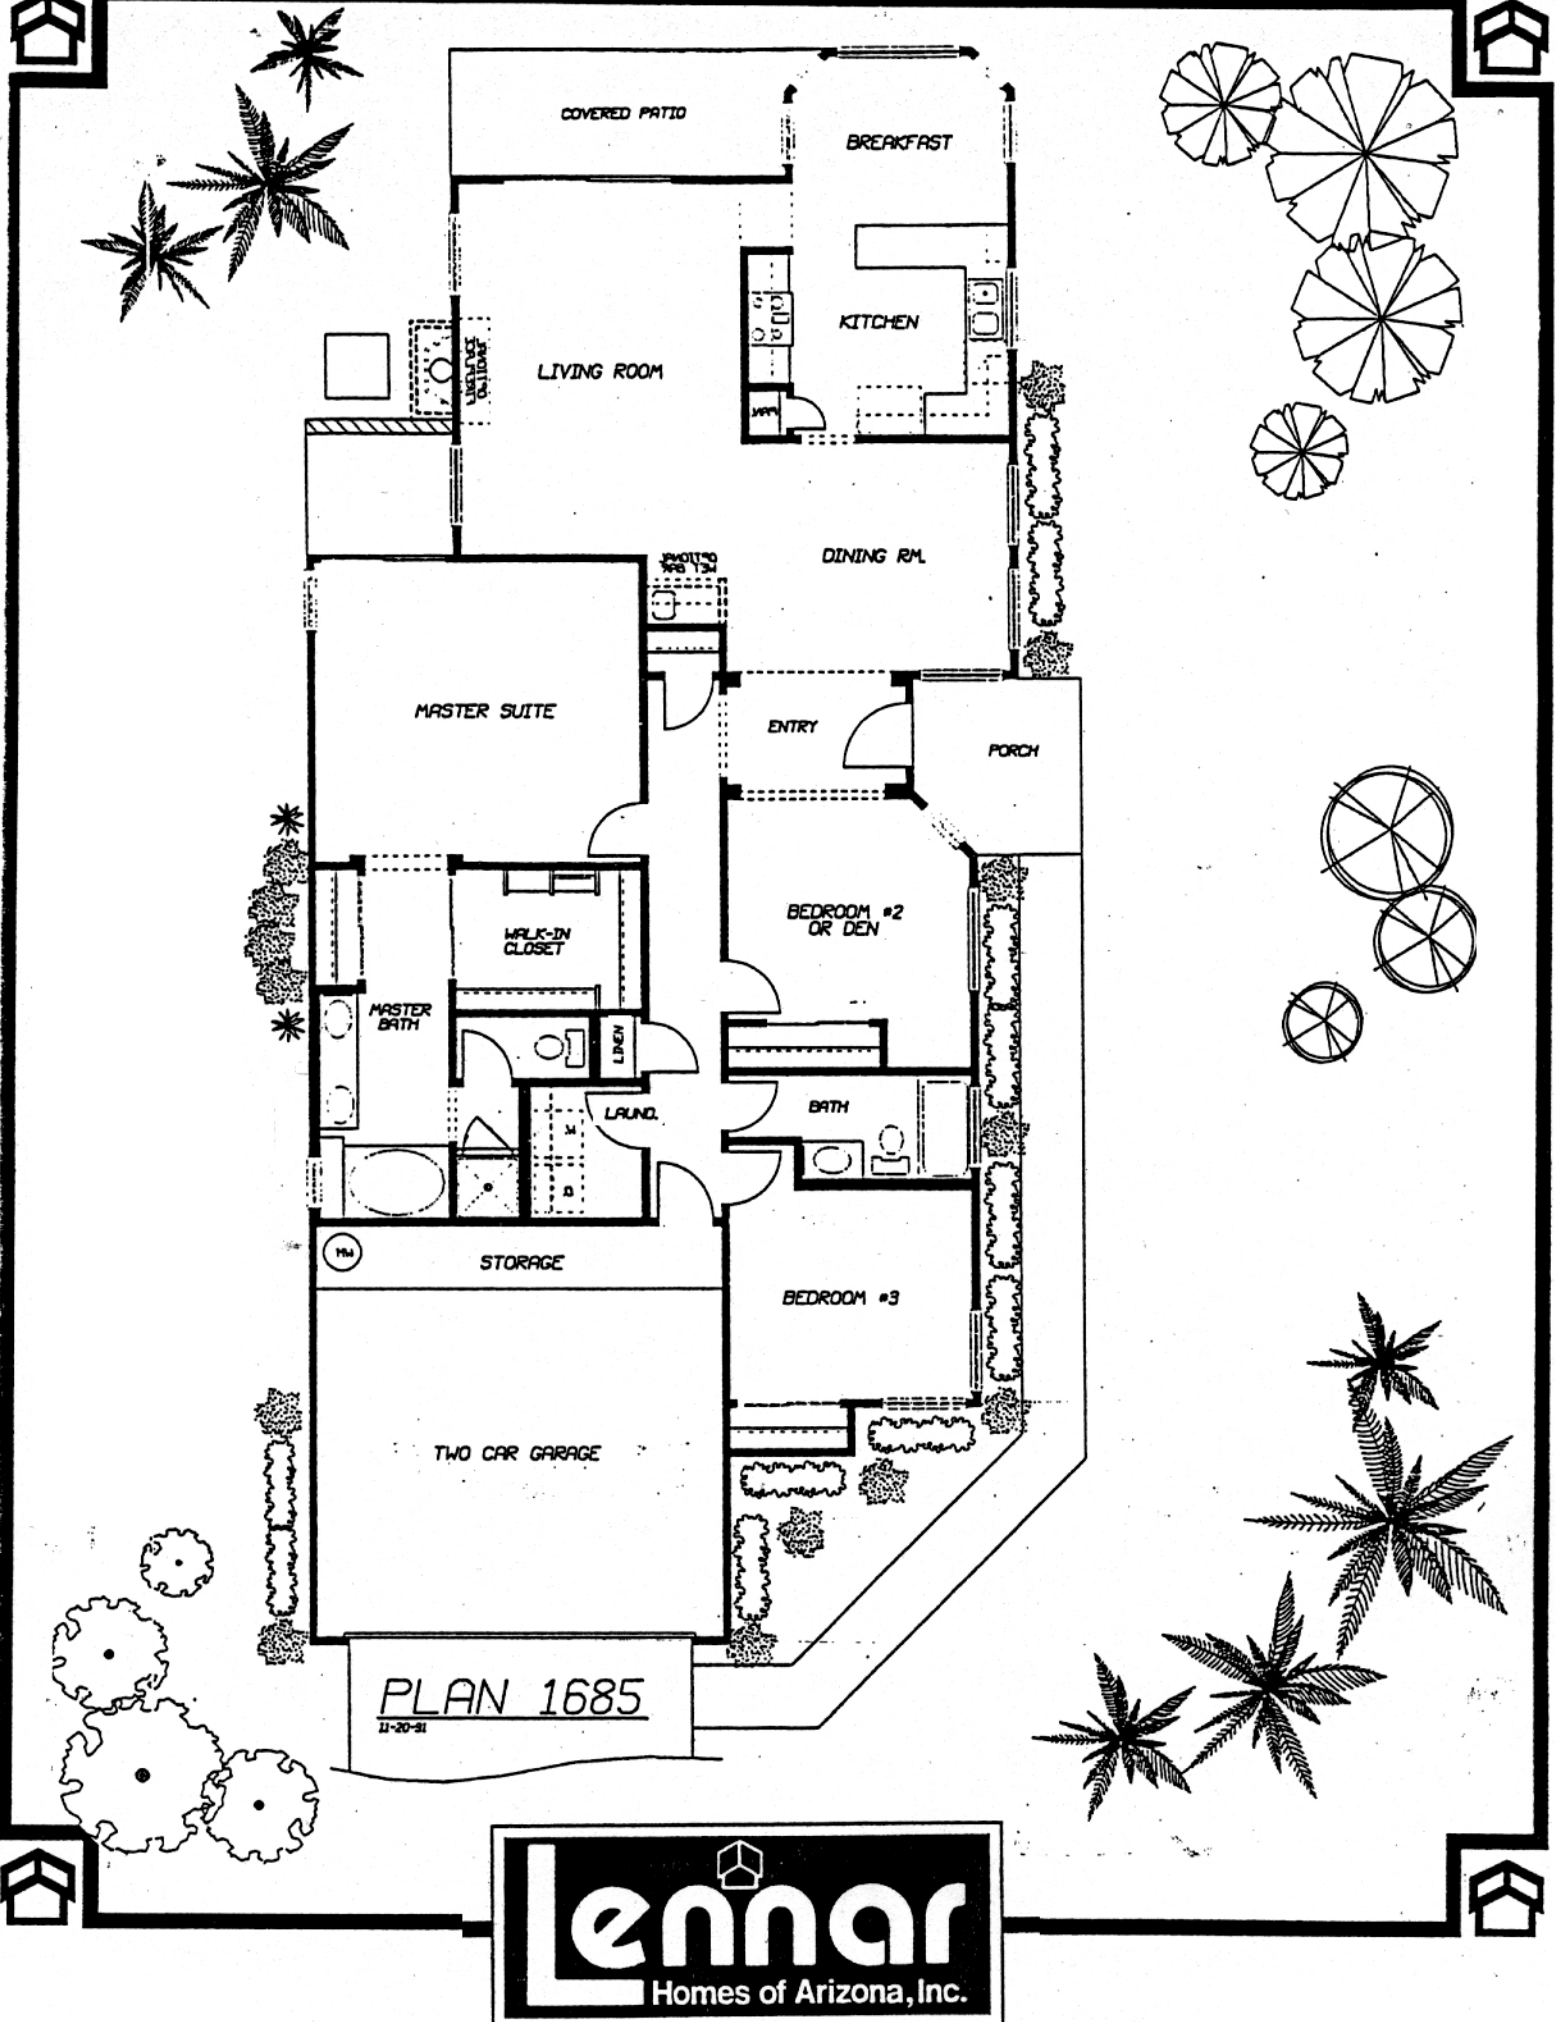 COVERED PATIO
BREAKFAST
KITCHEN
LIVING ROOM
OPTIONAL
FIREPLACE
PAN.
DINING RM.
OPTIONAL
WET BAR
MASTER SUITE
ENTRY
PORCH
BEDROOM #2
OR DEN
WALK-IN
CLOSET
MASTER
BATH
LINEN
LAUND.
BATH
W
D
HW
STORAGE
BEDROOM #3
TWO CAR GARAGE
PLAN 1685
11-20-91
Lennar
Homes of Arizona, Inc.